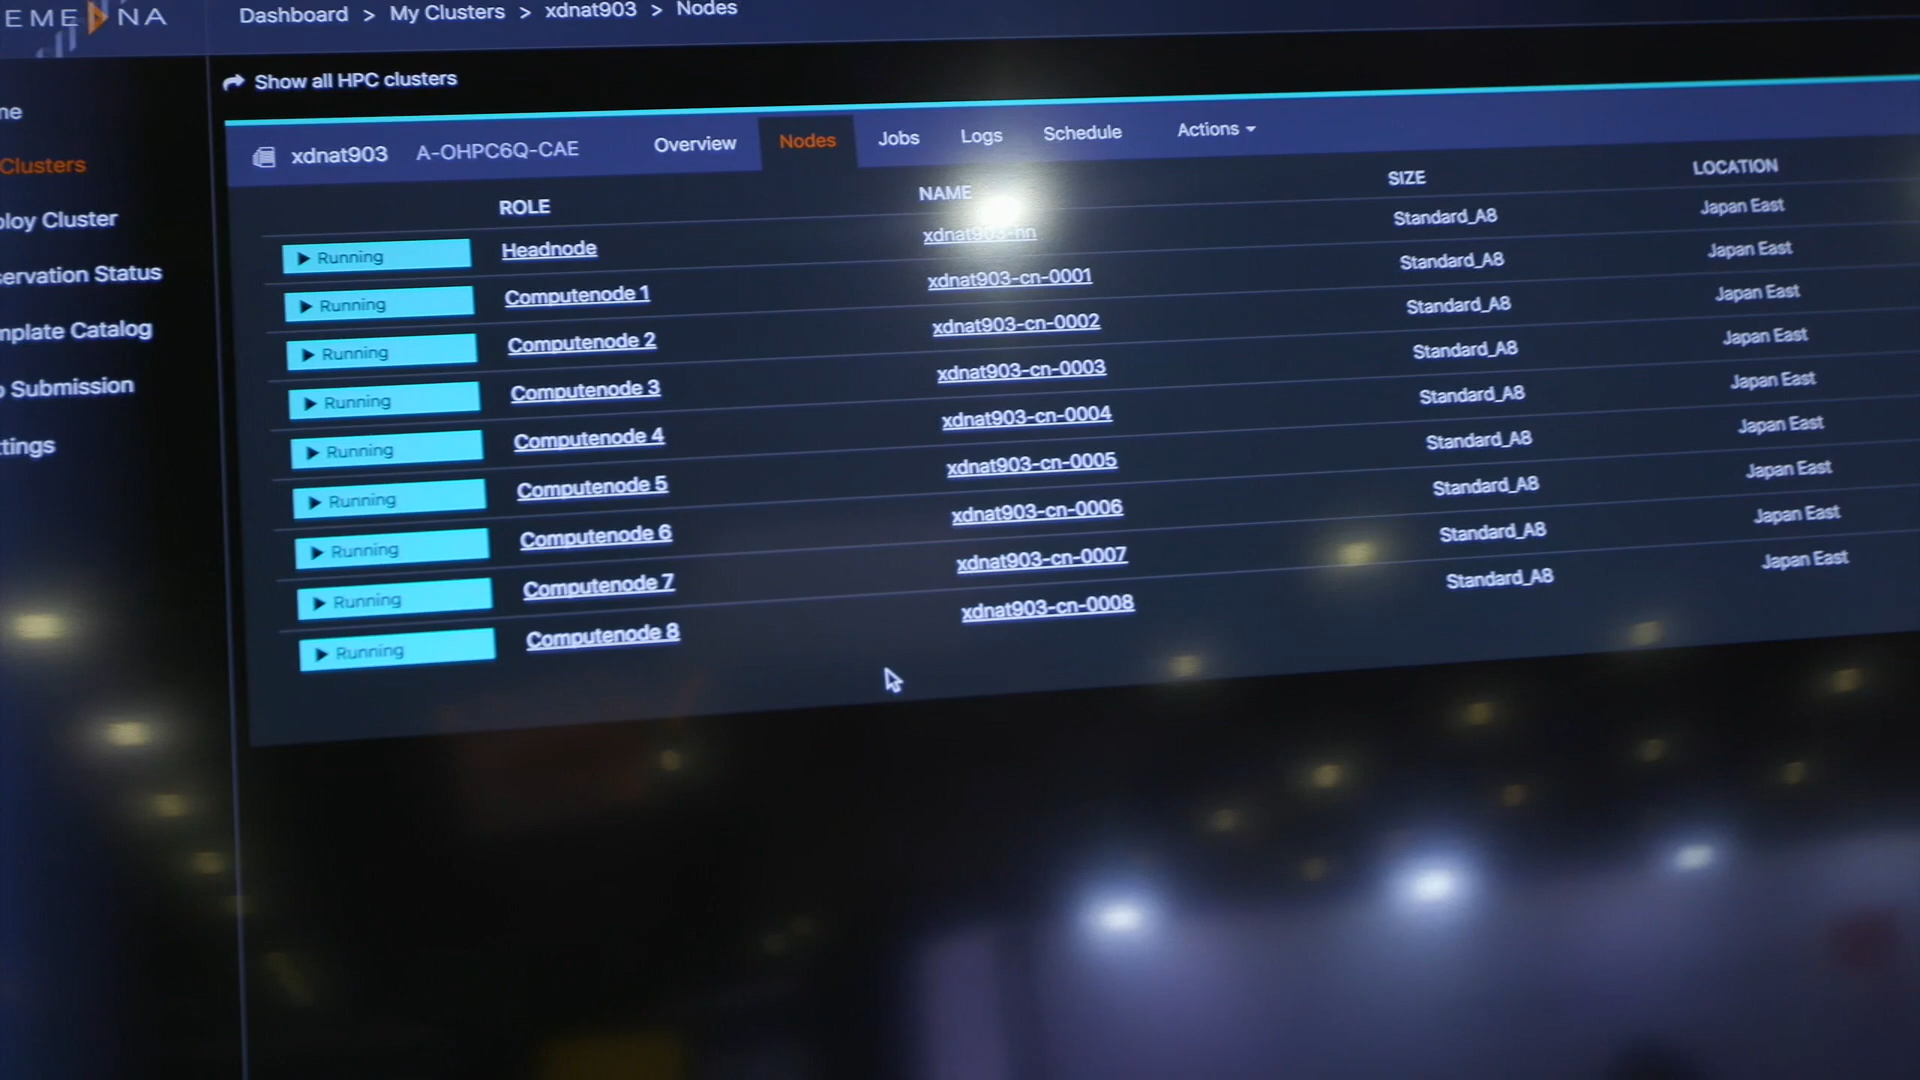 EME NA
Dashboard > My Clusters > xdnat903 > Nodes
Show all HPC clusters
Clusters
Cluster
Status
Catalog
Submission
xdnat903 A-OHPC6Q-CAE Overview Nodes Jobs Logs Schedule Actions
ROLE NAME SIZE LOCATION
Running Headnode xdnat903-hn Standard_A8 Japan East
Running Computenode 1 xdnat903-cn-0001 Standard_A8 Japan East
Running Computenode 2 xdnat903-cn-0002 Standard_A8 Japan East
Running Computenode 3 xdnat903-cn-0003 Standard_A8 Japan East
Running Computenode 4 xdnat903-cn-0004 Standard_A8 Japan East
Running Computenode 5 xdnat903-cn-0005 Standard_A8 Japan East
Running Computenode 6 xdnat903-cn-0006 Standard_A8 Japan East
Running Computenode 7 xdnat903-cn-0007 Standard_A8 Japan East
Running Computenode 8 xdnat903-cn-0008 Standard_A8 Japan East